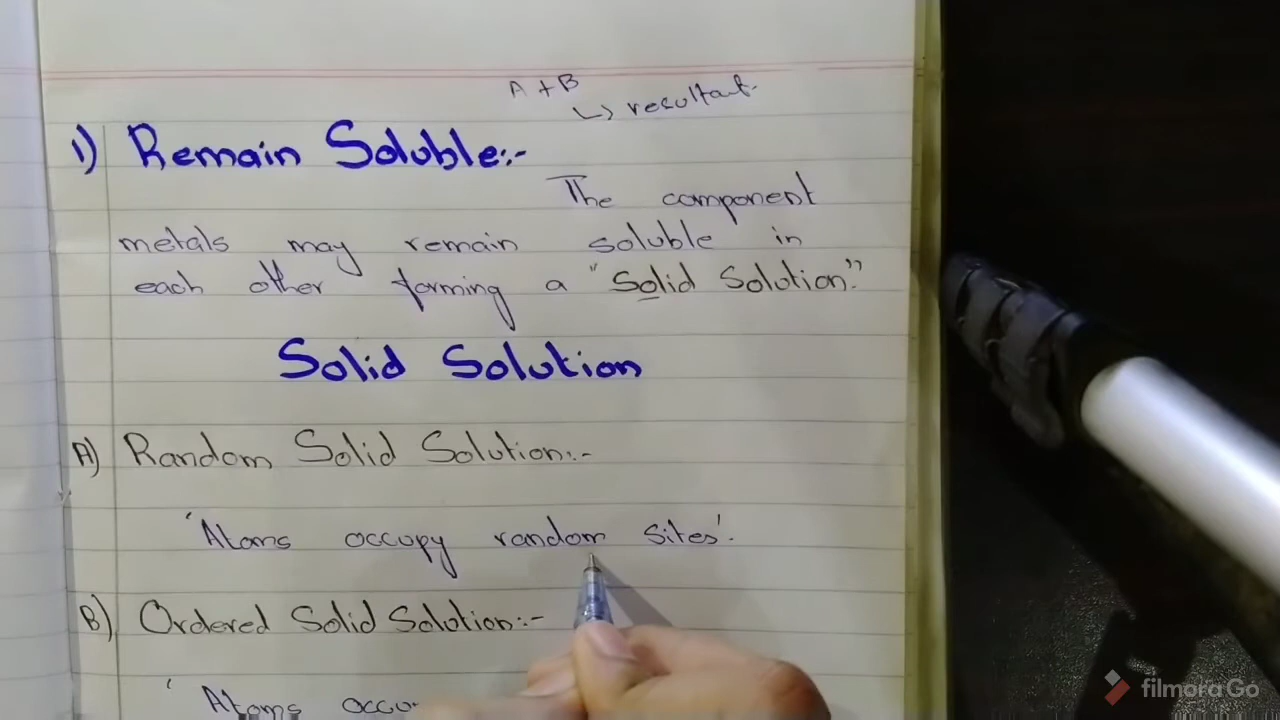 A + B
↳ resultant.
1) Remain Soluble:-
The component
metals may remain soluble in
each other forming a "Solid Solution."
Solid Solution
A) Random Solid Solution:-
'Atoms occupy random sites'.
B) Ordered Solid Solution:-
'Atoms
filmora Go